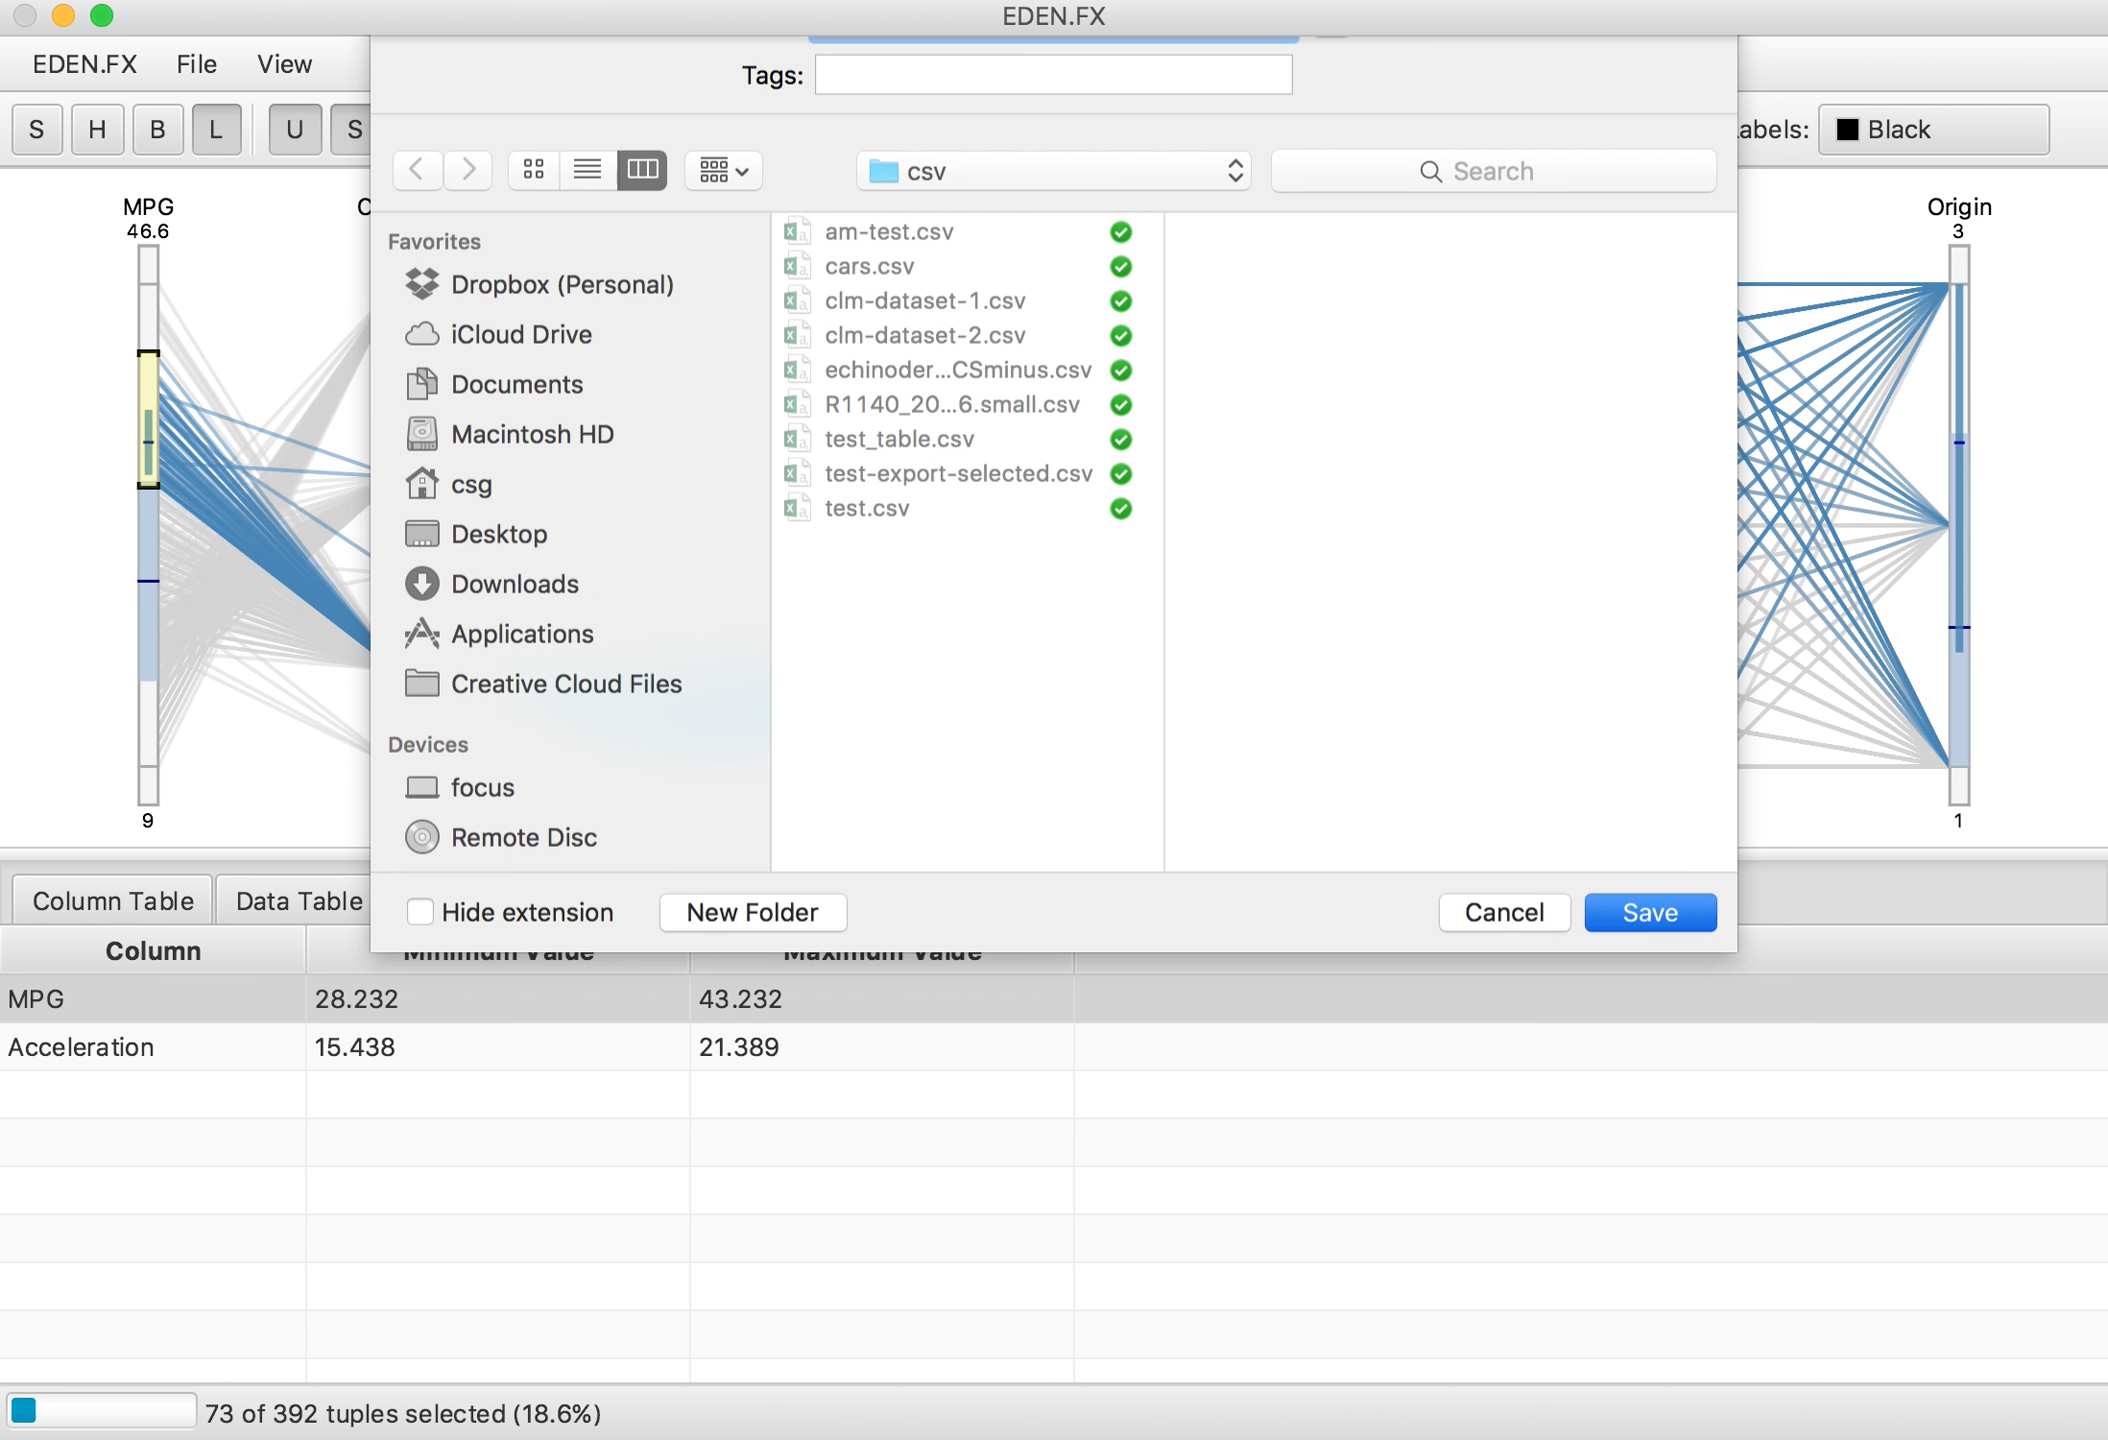 EDEN.FX
EDEN.FX File View
Tags:
S H B L U S
abels: Black
csv
Search
MPG
46.6
9
Origin
3
1
Favorites
Dropbox (Personal)
iCloud Drive
Documents
Macintosh HD
csg
Desktop
Downloads
Applications
Creative Cloud Files
Devices
focus
Remote Disc
am-test.csv
cars.csv
clm-dataset-1.csv
clm-dataset-2.csv
echinoder...CSminus.csv
R1140_20...6.small.csv
test_table.csv
test-export-selected.csv
test.csv
Hide extension New Folder Cancel Save
Column Table Data Table
Column Minimum Value Maximum Value
MPG 28.232 43.232
Acceleration 15.438 21.389
73 of 392 tuples selected (18.6%)